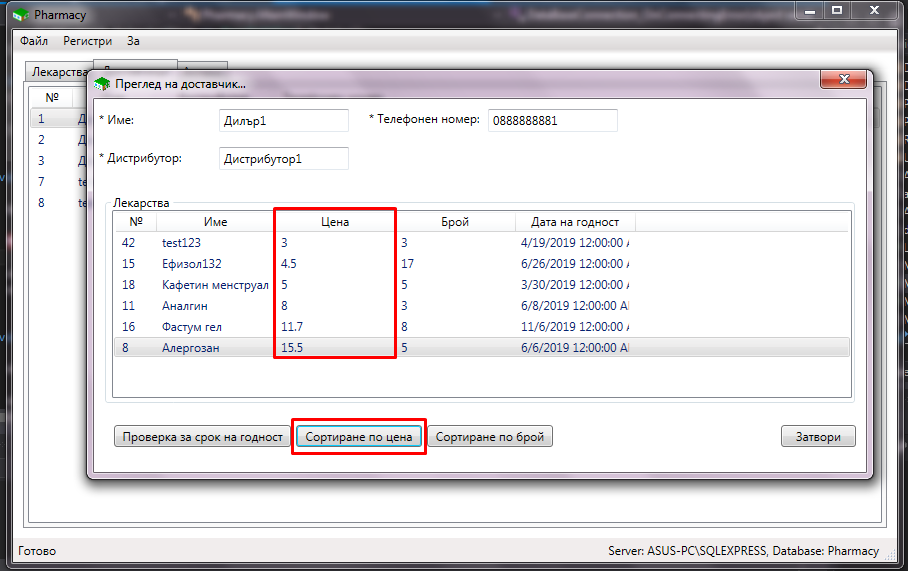 Pharmacy
Файл Регистри За
Лекарства
№
1
2
3
7
8
Преглед на доставчик...
* Име: Дилър1 * Телефонен номер: 0888888881
* Дистрибутор: Дистрибутор1
Лекарства
№ Име Цена Брой Дата на годност
42 test123 3 3 4/19/2019 12:00:00 A
15 Ефизол132 4.5 17 6/26/2019 12:00:00 A
18 Кафетин менструал 5 5 3/30/2019 12:00:00 A
11 Аналгин 8 3 6/8/2019 12:00:00 A
16 Фастум гел 11.7 8 11/6/2019 12:00:00 A
8 Алергозан 15.5 5 6/6/2019 12:00:00 A
Проверка за срок на годност Сортиране по цена Сортиране по брой Затвори
Готово Server: ASUS-PC\SQLEXPRESS, Database: Pharmacy